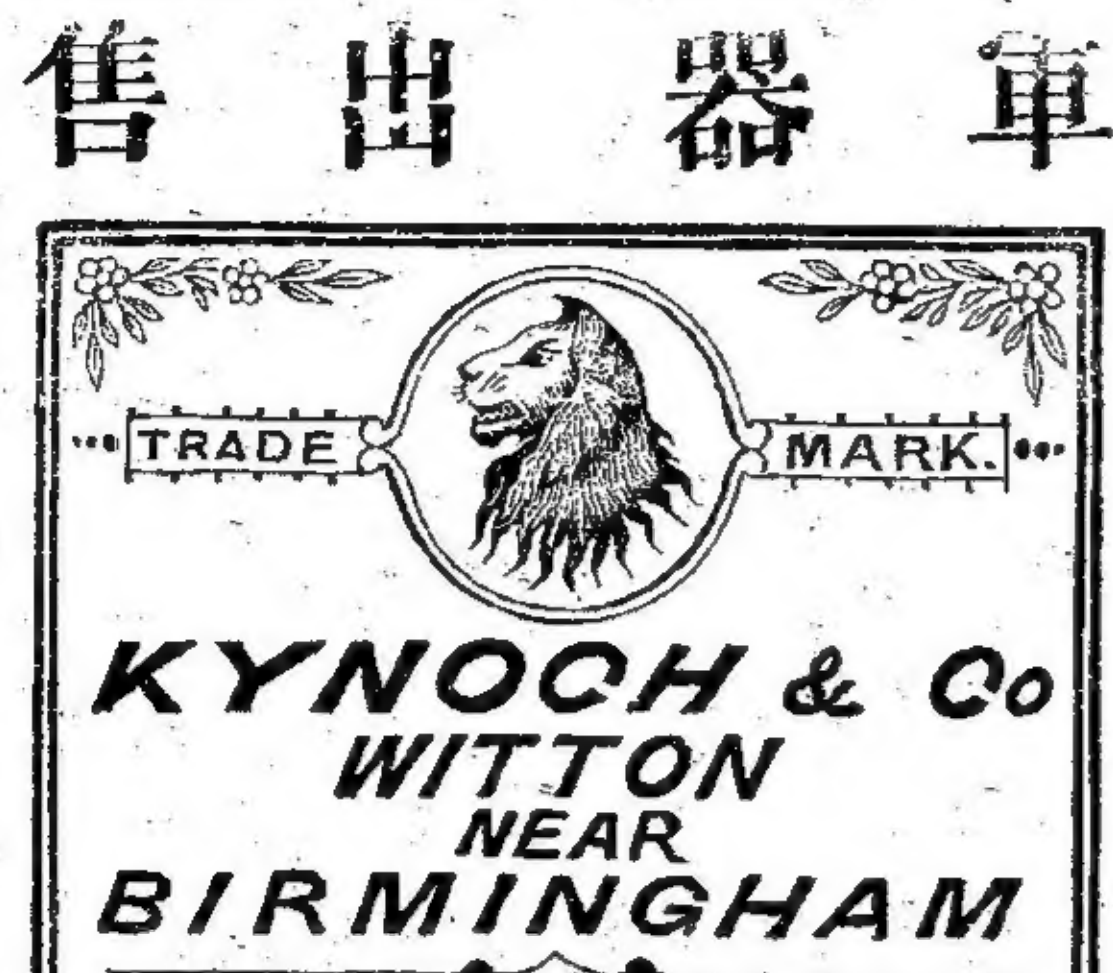 軍器出售
TRADE MARK.
KYNOCH & Co
WITTON
NEAR
BIRMINGHAM